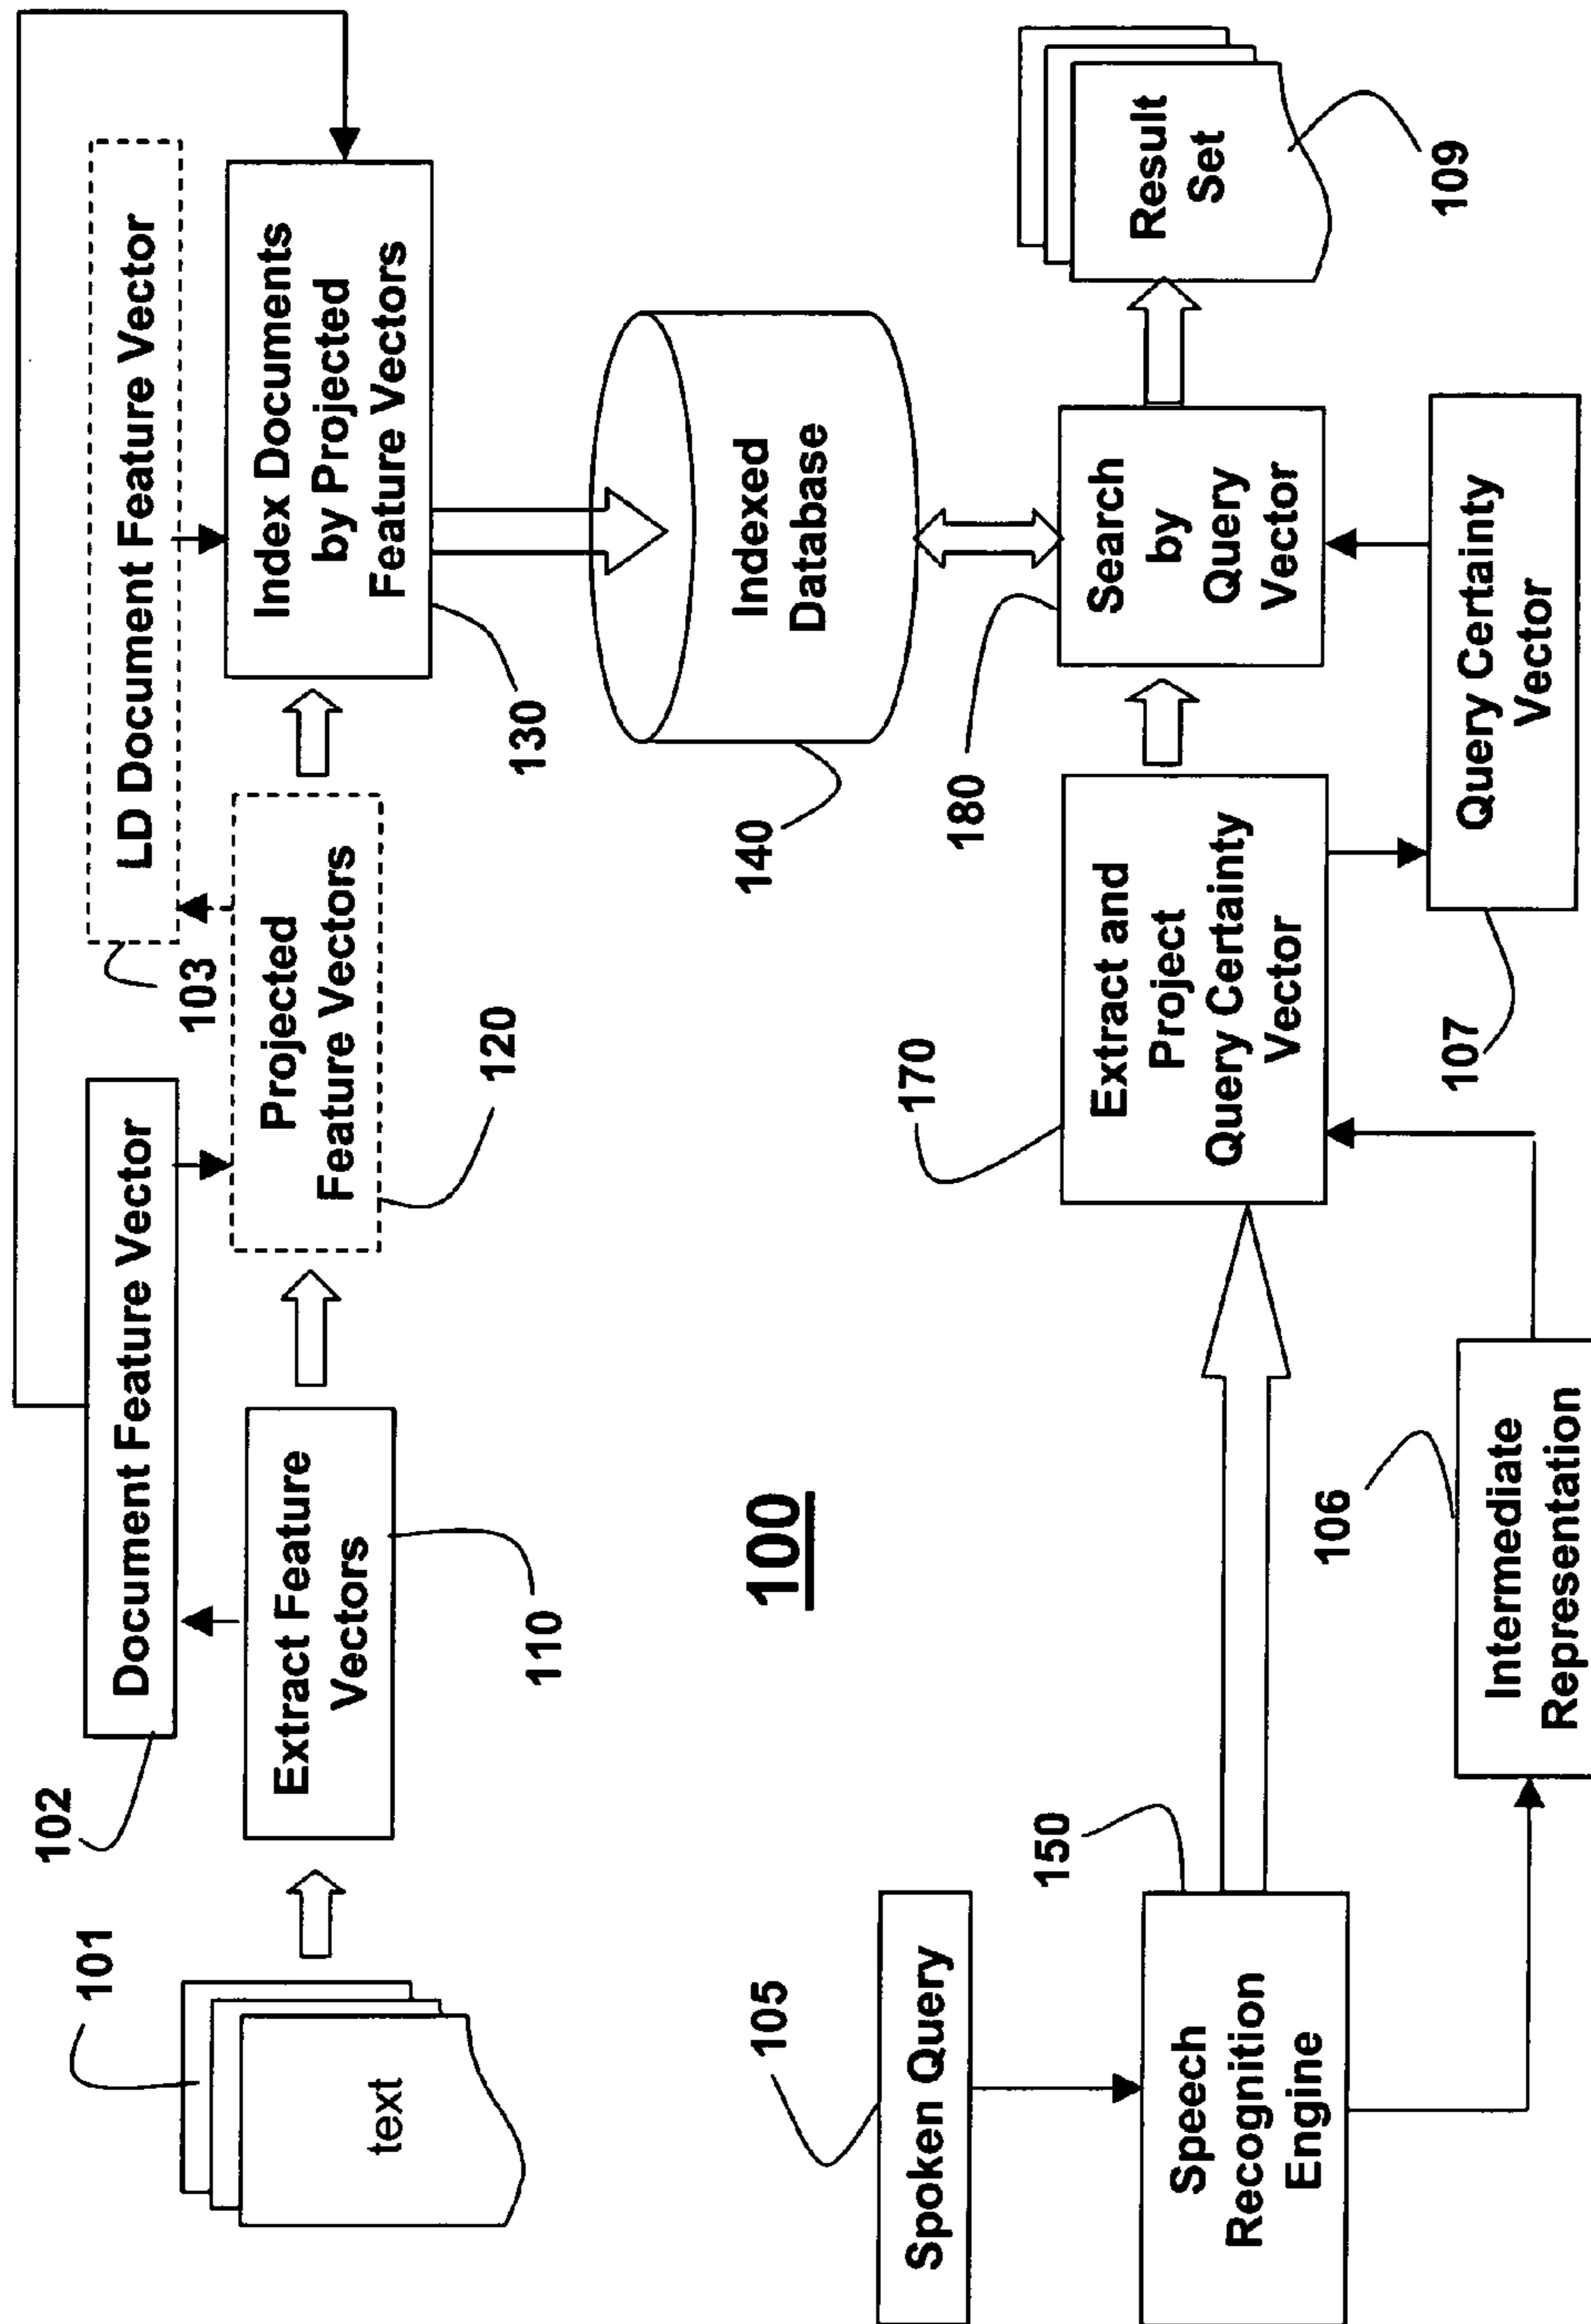 101
text
102
Document Feature Vector
Extract Feature
Vectors
110
103
LD Document Feature Vector
Projected
Feature Vectors
120
Index Documents
by Projected
Feature Vectors
130
140
Indexed
Database
100
105
Spoken Query
150
Speech
Recognition
Engine
106
Intermediate
Representation
170
Extract and
Project
Query Certainty
Vector
107
Query Certainty
Vector
180
Search
by
Query
Vector
Result
Set
109